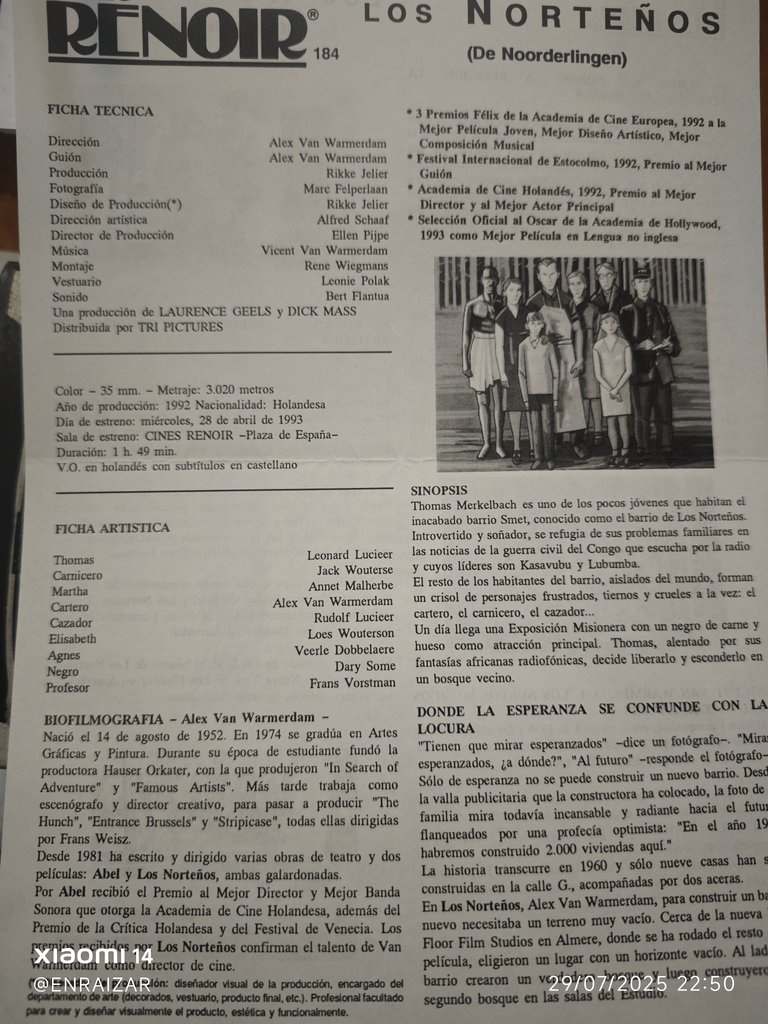 RENOIR®
184
LOS NORTEÑOS
(De Noorderlingen)
FICHA TECNICA
Dirección Alex Van Warmerdam
Guión Alex Van Warmerdam
Producción Rikke Jelier
Fotografía Marc Felperlaan
Diseño de Producción(*) Rikke Jelier
Dirección artística Alfred Schaaf
Director de Producción Ellen Pijpe
Música Vicent Van Warmerdam
Montaje Rene Wiegmans
Vestuario Leonie Polak
Sonido Bert Flantua
Una producción de LAURENCE GEELS y DICK MASS
Distribuida por TRI PICTURES
Color – 35 mm. – Metraje: 3.020 metros
Año de producción: 1992 Nacionalidad: Holandesa
Día de estreno: miércoles, 28 de abril de 1993
Sala de estreno: CINES RENOIR –Plaza de España–
Duración: 1 h. 49 min.
V.O. en holandés con subtítulos en castellano
FICHA ARTISTICA
Thomas Leonard Lucieer
Carnicero Jack Wouterse
Martha Annet Malherbe
Cartero Alex Van Warmerdam
Cazador Rudolf Lucieer
Elisabeth Loes Wouterson
Agnes Veerle Dobbelaere
Negro Dary Some
Profesor Frans Vorstman
BIOFILMOGRAFIA – Alex Van Warmerdam –
Nació el 14 de agosto de 1952. En 1974 se gradúa en Artes
Gráficas y Pintura. Durante su época de estudiante fundó la
productora Hauser Orkater, con la que produjeron "In Search of
Adventure" y "Famous Artists". Más tarde trabaja como
escenógrafo y director creativo, para pasar a producir "The
Hunch", "Entrance Brussels" y "Stripicase", todas ellas dirigidas
por Frans Weisz.
Desde 1981 ha escrito y dirigido varias obras de teatro y dos
películas: Abel y Los Norteños, ambas galardonadas.
Por Abel recibió el Premio al Mejor Director y Mejor Banda
Sonora que otorga la Academia de Cine Holandesa, además del
Premio de la Crítica Holandesa y del Festival de Venecia. Los
premios recibidos por Los Norteños confirman el talento de Van
Warmerdam como director de cine.
producción: diseñador visual de la producción, encargado del
departamento de arte (decorados, vestuario, producto final, etc.). Profesional facultado
para crear y diseñar visualmente el producto, estética y funcionalmente.
* 3 Premios Félix de la Academia de Cine Europea, 1992 a la
Mejor Película Joven, Mejor Diseño Artístico, Mejor
Composición Musical
* Festival Internacional de Estocolmo, 1992, Premio al Mejor
Guión
* Academia de Cine Holandés, 1992, Premio al Mejor
Director y al Mejor Actor Principal
* Selección Oficial al Oscar de la Academia de Hollywood,
1993 como Mejor Película en Lengua no inglesa
SINOPSIS
Thomas Merkelbach es uno de los pocos jóvenes que habitan el
inacabado barrio Smet, conocido como el barrio de Los Norteños.
Introvertido y soñador, se refugia de sus problemas familiares en
las noticias de la guerra civil del Congo que escucha por la radio
y cuyos líderes son Kasavubu y Lubumba.
El resto de los habitantes del barrio, aislados del mundo, forman
un crisol de personajes frustrados, tiernos y crueles a la vez: el
cartero, el carnicero, el cazador...
Un día llega una Exposición Misionera con un negro de carne y
hueso como atracción principal. Thomas, alentado por sus
fantasías africanas radiofónicas, decide liberarlo y esconderlo en
un bosque vecino.
DONDE LA ESPERANZA SE CONFUNDE CON LA
LOCURA
"Tienen que mirar esperanzados" –dice un fotógrafo–. "Mirar
esperanzados, ¿a dónde?", "Al futuro" –responde el fotógrafo–
Sólo de esperanza no se puede construir un nuevo barrio. Desd
la valla publicitaria que la constructora ha colocado, la foto de
familia mira todavía incansable y radiante hacia el futur
flanqueados por una profecía optimista: "En el año 19
habremos construido 2.000 viviendas aquí."
La historia transcurre en 1960 y sólo nueve casas han s
construidas en la calle G., acompañadas por dos aceras.
En Los Norteños, Alex Van Warmerdam, para construir un ba
nuevo necesitaba un terreno muy vacío. Cerca de la nueva
Floor Film Studios en Almere, donde se ha rodado el resto
película, eligieron un lugar con un horizonte vacío. Al lad
barrio crearon un verdadero bosque y luego construyero
segundo bosque en las salas del Estudio.
xiaomi 14
@ENRAIZAR
29/07/2025 22:50